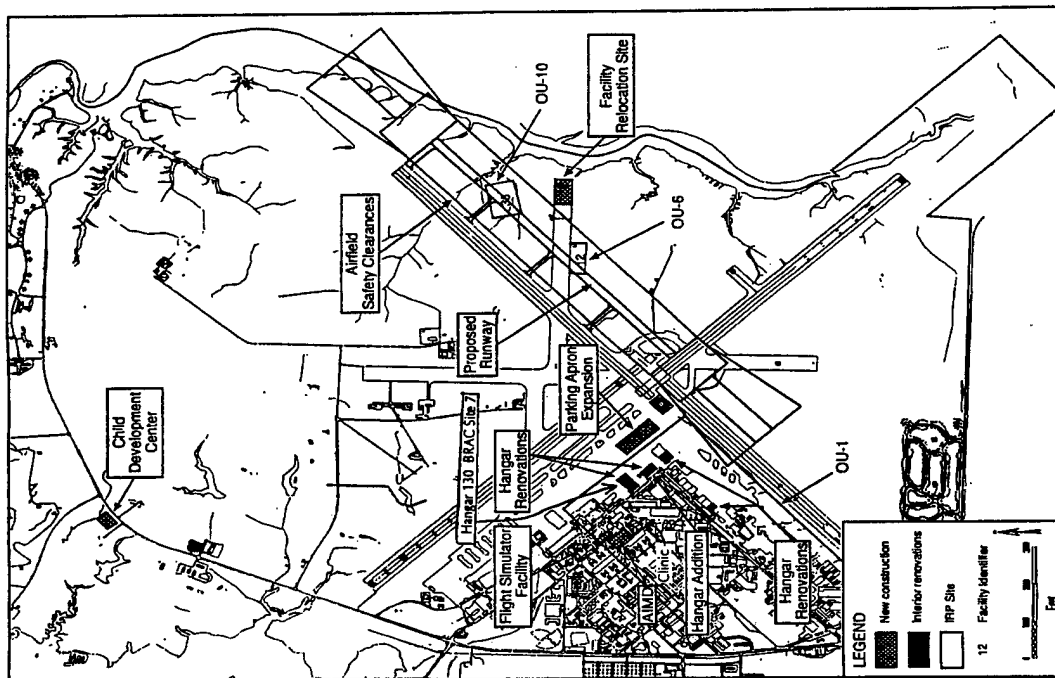 OU-10
Facility
Relocation Site
Airfield
Safety Clearances
36
12
OU-6
Proposed
Runway
Parking Apron
Expansion
Child
Development
Center
Hangar 130 BRAC Site 7
Hangar
Renovations
Flight Simulator
Facility
OU-1
Clinic
AIMD
Hangar Addition
Hangar
Renovations
LEGEND
New construction
Interior renovations
IRP Site
12 Facility Identifier
Feet